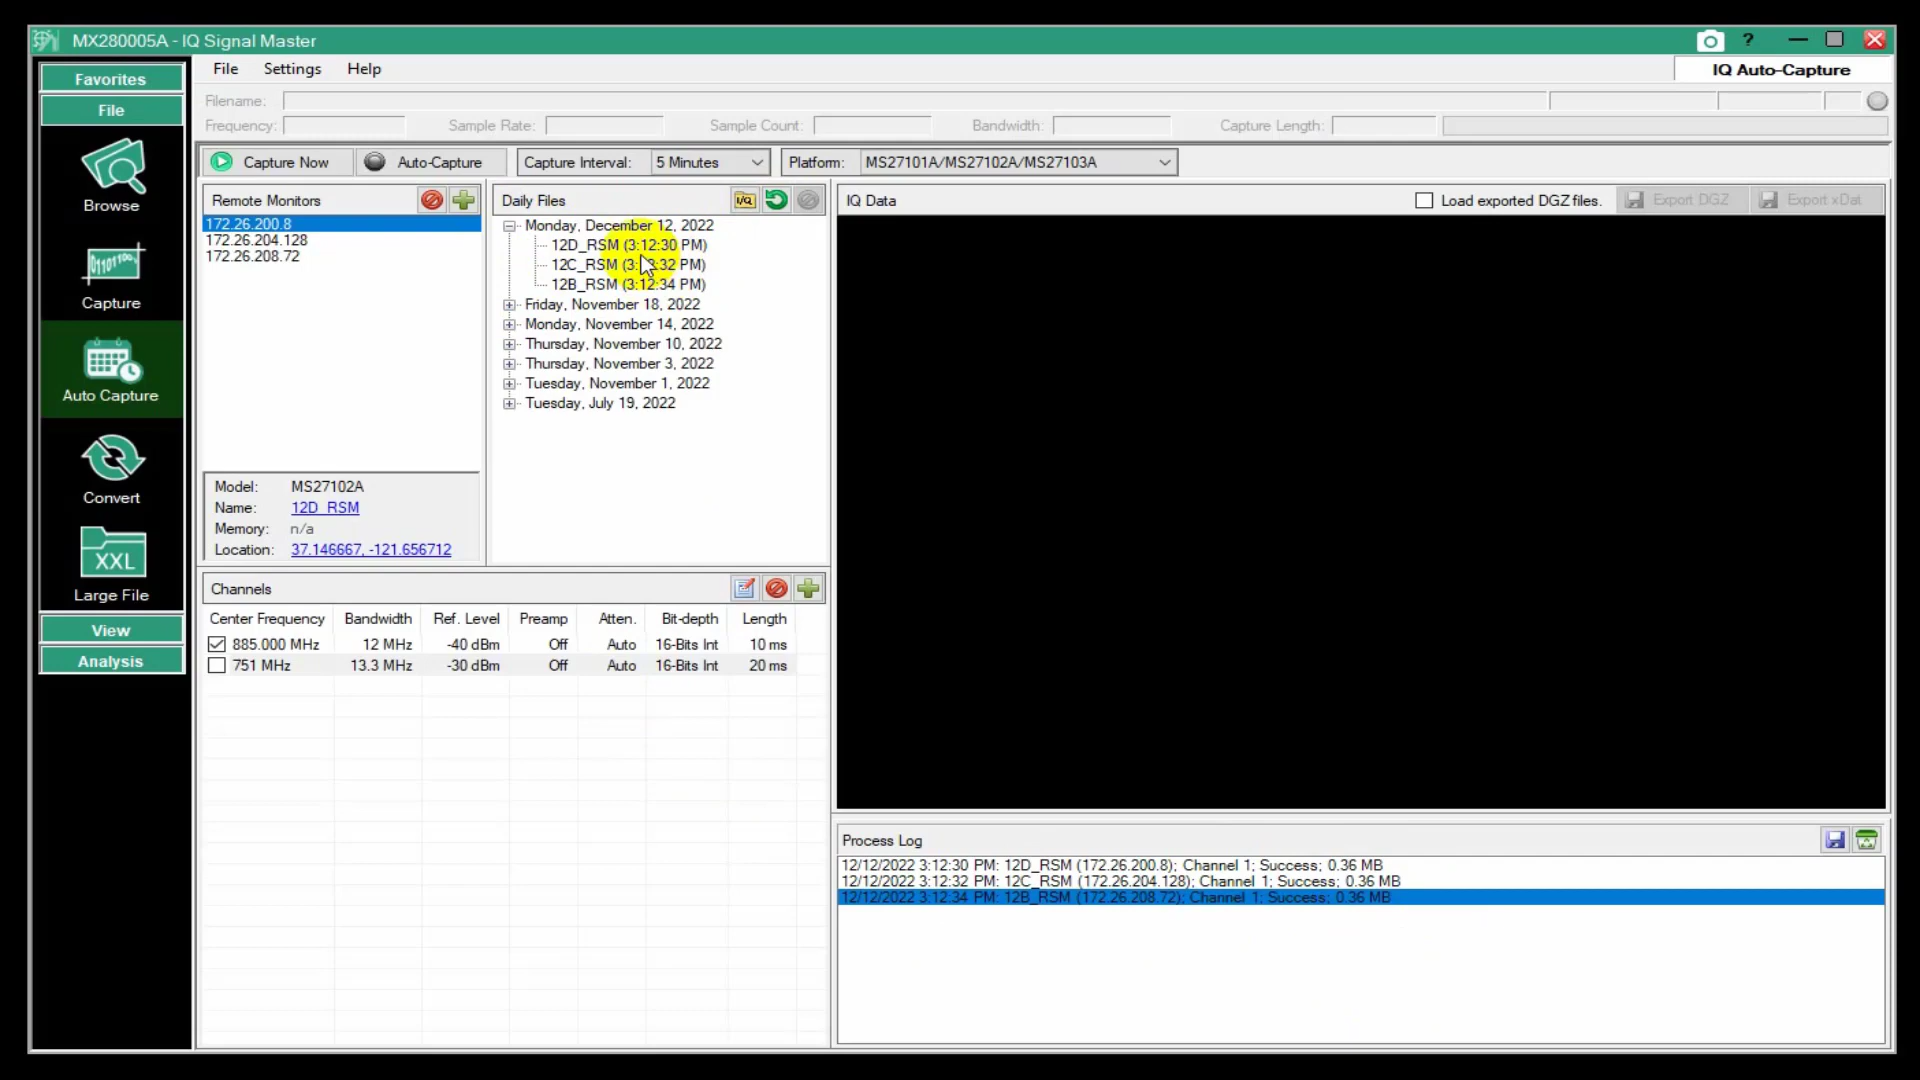 MX280005A - IQ Signal Master
?
Favorites
File
Browse
Capture
Auto Capture
Convert
XXL
Large File
View
Analysis
File Settings Help
IQ Auto-Capture
Filename:
Frequency: Sample Rate: Sample Count: Bandwidth: Capture Length:
Capture Now Auto-Capture Capture Interval: 5 Minutes Platform: MS27101A/MS27102A/MS27103A
Remote Monitors
172.26.200.8
172.26.204.128
172.26.208.72
Model: MS27102A
Name: 12D_RSM
Memory: n/a
Location: 37.146667, -121.656712
Daily Files
I/Q
Monday, December 12, 2022
12D_RSM (3:12:30 PM)
12C_RSM (3: :32 PM)
12B_RSM (3:12:34 PM)
Friday, November 18, 2022
Monday, November 14, 2022
Thursday, November 10, 2022
Thursday, November 3, 2022
Tuesday, November 1, 2022
Tuesday, July 19, 2022
IQ Data
Load exported DGZ files.
Export DGZ
Export xDat
Channels
Center Frequency Bandwidth Ref. Level Preamp Atten. Bit-depth Length
885.000 MHz 12 MHz -40 dBm Off Auto 16-Bits Int 10 ms
751 MHz 13.3 MHz -30 dBm Off Auto 16-Bits Int 20 ms
Process Log
12/12/2022 3:12:30 PM: 12D_RSM (172.26.200.8); Channel 1; Success; 0.36 MB
12/12/2022 3:12:32 PM: 12C_RSM (172.26.204.128); Channel 1; Success; 0.36 MB
12/12/2022 3:12:34 PM: 12B_RSM (172.26.208.72); Channel 1; Success; 0.36 MB